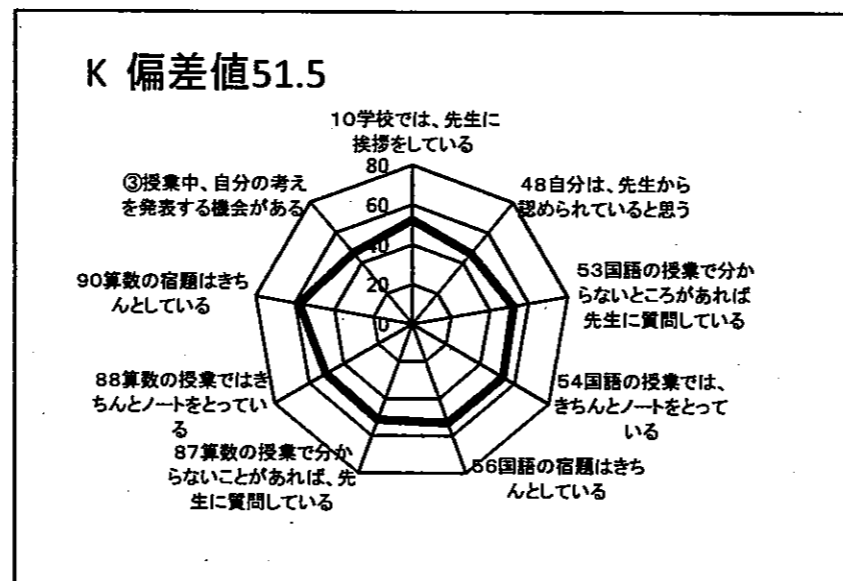 K 偏差値51.5
10学校では、先生に
挨拶をしている
48自分は、先生から
認められていると思う
53国語の授業で分か
らないところがあれば
先生に質問している
54国語の授業では、
きちんとノートをとって
いる
56国語の宿題はきち
んとしている
87算数の授業で分か
らないことがあれば、先
生に質問している
88算数の授業ではき
ちんとノートをとってい
る
90算数の宿題はきち
んとしている
③授業中、自分の考え
を発表する機会がある
80
60
40
20
0